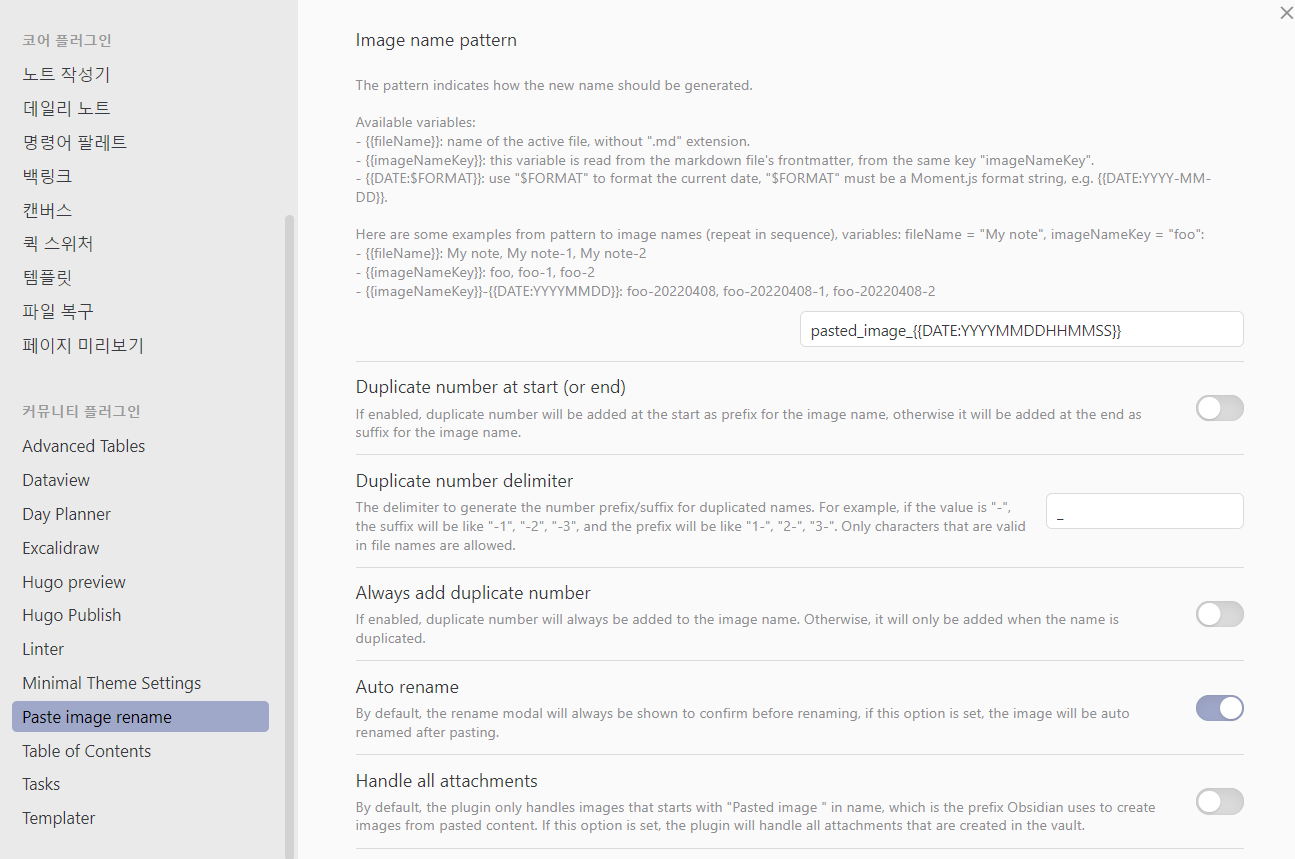 코어 플러그인
노트 작성기
데일리 노트
명령어 팔레트
백링크
캔버스
퀵 스위처
템플릿
파일 복구
페이지 미리보기
커뮤니티 플러그인
Advanced Tables
Dataview
Day Planner
Excalidraw
Hugo preview
Hugo Publish
Linter
Minimal Theme Settings
Paste image rename
Table of Contents
Tasks
Templater
Image name pattern
The pattern indicates how the new name should be generated.
Available variables:
- {{fileName}}: name of the active file, without ".md" extension.
- {{imageNameKey}}: this variable is read from the markdown file's frontmatter, from the same key "imageNameKey".
- {{DATE:$FORMAT}}: use "$FORMAT" to format the current date, "$FORMAT" must be a Moment.js format string, e.g. {{DATE:YYYY-MM-
DD}}.
Here are some examples from pattern to image names (repeat in sequence), variables: fileName = "My note", imageNameKey = "foo":
- {{fileName}}: My note, My note-1, My note-2
- {{imageNameKey}}: foo, foo-1, foo-2
- {{imageNameKey}}-{{DATE:YYYYMMDD}}: foo-20220408, foo-20220408-1, foo-20220408-2
pasted_image_{{DATE:YYYYMMDDHHMMSS}}
Duplicate number at start (or end)
If enabled, duplicate number will be added at the start as prefix for the image name, otherwise it will be added at the end as
suffix for the image name.
Duplicate number delimiter
The delimiter to generate the number prefix/suffix for duplicated names. For example, if the value is "-",
the suffix will be like "-1", "-2", "-3", and the prefix will be like "1-", "2-", "3-". Only characters that are valid
in file names are allowed.
_
Always add duplicate number
If enabled, duplicate number will always be added to the image name. Otherwise, it will only be added when the name is
duplicated.
Auto rename
By default, the rename modal will always be shown to confirm before renaming, if this option is set, the image will be auto
renamed after pasting.
Handle all attachments
By default, the plugin only handles images that starts with "Pasted image " in name, which is the prefix Obsidian uses to create
images from pasted content. If this option is set, the plugin will handle all attachments that are created in the vault.